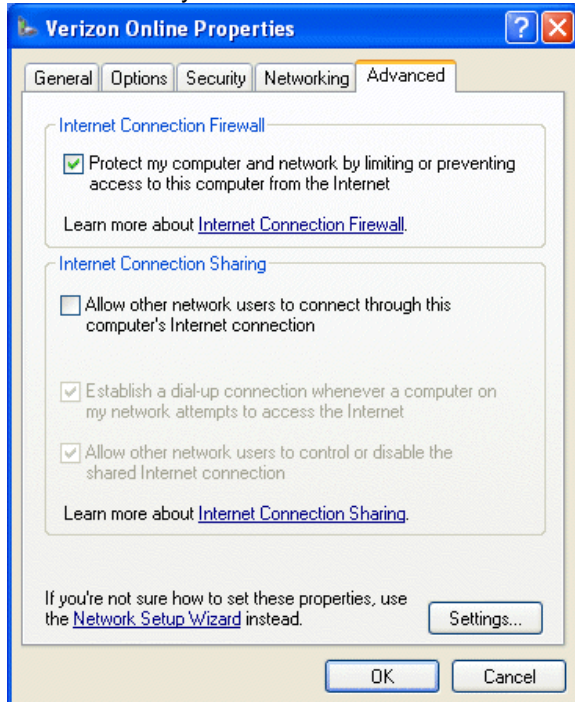 Verizon Online Properties
General Options Security Networking Advanced
Internet Connection Firewall
Protect my computer and network by limiting or preventing
access to this computer from the Internet
Learn more about Internet Connection Firewall.
Internet Connection Sharing
Allow other network users to connect through this
computer's Internet connection
Establish a dial-up connection whenever a computer on
my network attempts to access the Internet
Allow other network users to control or disable the
shared Internet connection
Learn more about Internet Connection Sharing.
If you're not sure how to set these properties, use
the Network Setup Wizard instead.
Settings...
OK Cancel